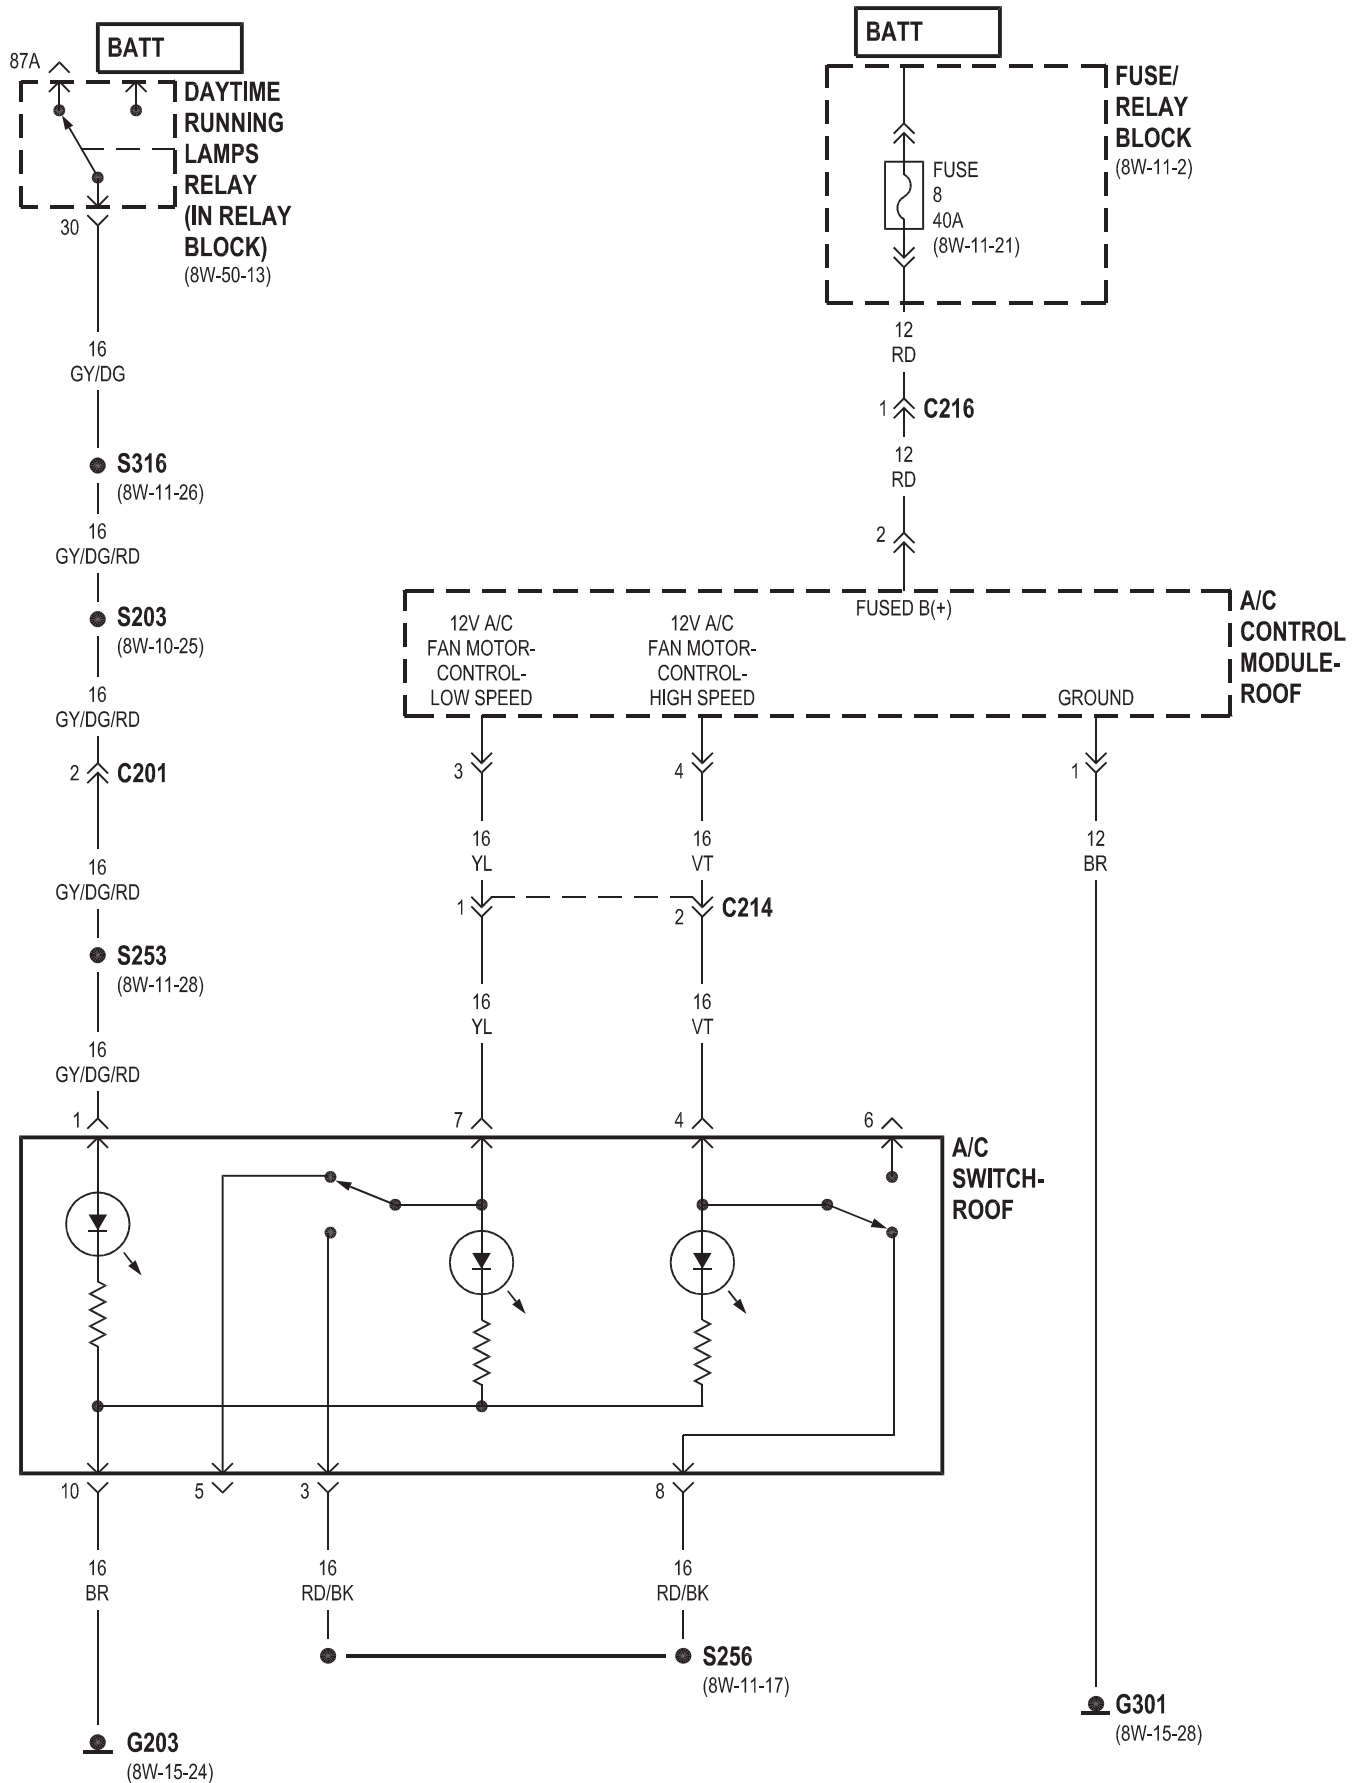 BATT
87A
DAYTIME
RUNNING
LAMPS
RELAY
(IN RELAY
BLOCK)
(8W-50-13)
30
16
GY/DG
S316
(8W-11-26)
16
GY/DG/RD
S203
(8W-10-25)
16
GY/DG/RD
2
C201
16
GY/DG/RD
S253
(8W-11-28)
16
GY/DG/RD
BATT
FUSE/
RELAY
BLOCK
(8W-11-2)
FUSE
8
40A
(8W-11-21)
12
RD
1
C216
12
RD
2
FUSED B(+)
12V A/C
FAN MOTOR-
CONTROL-
LOW SPEED
12V A/C
FAN MOTOR-
CONTROL-
HIGH SPEED
GROUND
A/C
CONTROL
MODULE-
ROOF
3
4
1
16
YL
16
VT
12
BR
1
2
C214
16
YL
16
VT
1
7
4
6
A/C
SWITCH-
ROOF
10
5
3
8
16
BR
16
RD/BK
16
RD/BK
S256
(8W-11-17)
G203
(8W-15-24)
G301
(8W-15-28)